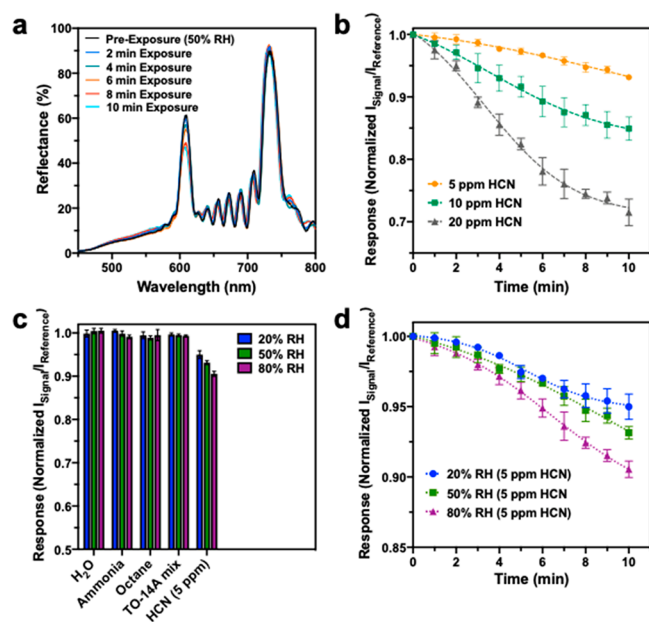 a
Reflectance (%)
100
80
60
40
20
0
Pre-Exposure (50% RH)
2 min Exposure
4 min Exposure
6 min Exposure
8 min Exposure
10 min Exposure
500
600
700
800
Wavelength (nm)
b
Response (Normalized ISignal/IReference)
1.0
0.9
0.8
0.7
5 ppm HCN
10 ppm HCN
20 ppm HCN
0
2
4
6
8
10
Time (min)
c
Response (Normalized ISignal/IReference)
1.0
0.9
0.8
0.7
0.6
0.5
20% RH
50% RH
80% RH
H2O
Ammonia
Octane
TO-14A mix
HCN (5 ppm)
d
Response (Normalized ISignal/IReference)
1.00
0.95
0.90
0.85
20% RH (5 ppm HCN)
50% RH (5 ppm HCN
80% RH (5 ppm HCN)
0
2
4
6
8
10
Time (min)